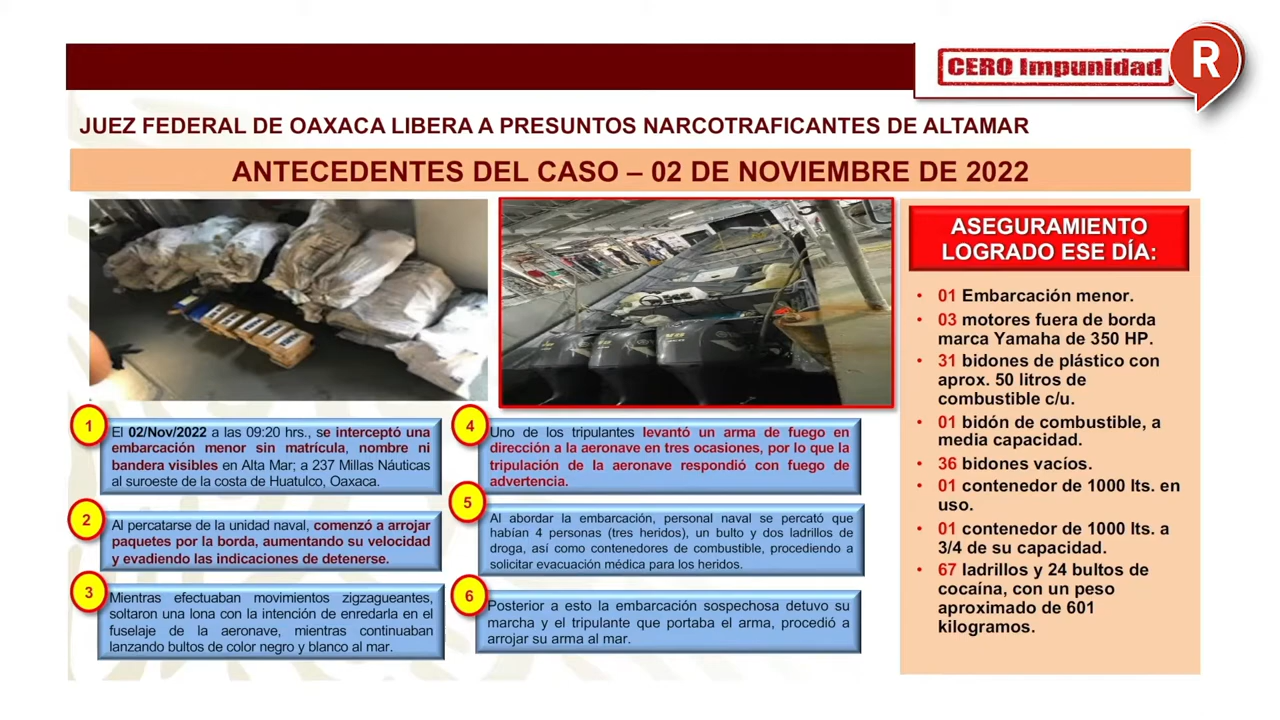 CERO Impunidad
R
JUEZ FEDERAL DE OAXACA LIBERA A PRESUNTOS NARCOTRAFICANTES DE ALTAMAR
ANTECEDENTES DEL CASO – 02 DE NOVIEMBRE DE 2022
1
El 02/Nov/2022 a las 09:20 hrs., se interceptó una
embarcación menor sin matrícula, nombre ni
bandera visibles en Alta Mar; a 237 Millas Náuticas
al suroeste de la costa de Huatulco, Oaxaca.
2
Al percatarse de la unidad naval, comenzó a arrojar
paquetes por la borda, aumentando su velocidad
y evadiendo las indicaciones de detenerse.
3
Mientras efectuaban movimientos zigzagueantes,
soltaron una lona con la intención de enredarla en el
fuselaje de la aeronave, mientras continuaban
lanzando bultos de color negro y blanco al mar.
4
Uno de los tripulantes levantó un arma de fuego en
dirección a la aeronave en tres ocasiones, por lo que la
tripulación de la aeronave respondió con fuego de
advertencia.
5
Al abordar la embarcación, personal naval se percató que
habían 4 personas (tres heridos), un bulto y dos ladrillos de
droga, así como contenedores de combustible, procediendo a
solicitar evacuación médica para los heridos.
6
Posterior a esto la embarcación sospechosa detuvo su
marcha y el tripulante que portaba el arma, procedió a
arrojar su arma al mar.
ASEGURAMIENTO
LOGRADO ESE DÍA:
• 01 Embarcación menor.
• 03 motores fuera de borda
marca Yamaha de 350 HP.
• 31 bidones de plástico con
aprox. 50 litros de
combustible c/u.
• 01 bidón de combustible, a
media capacidad.
• 36 bidones vacíos.
• 01 contenedor de 1000 lts. en
uso.
• 01 contenedor de 1000 lts. a
3/4 de su capacidad.
• 67 ladrillos y 24 bultos de
cocaína, con un peso
aproximado de 601
kilogramos.